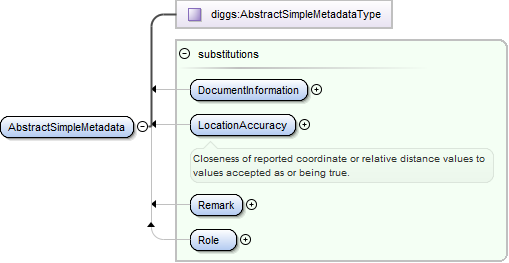 diggs:AbstractSimpleMetadataType
substitutions
DocumentInformation
AbstractSimpleMetadata
LocationAccuracy
Closeness of reported coordinate or relative distance values to
values accepted as or being true.
Remark
Role